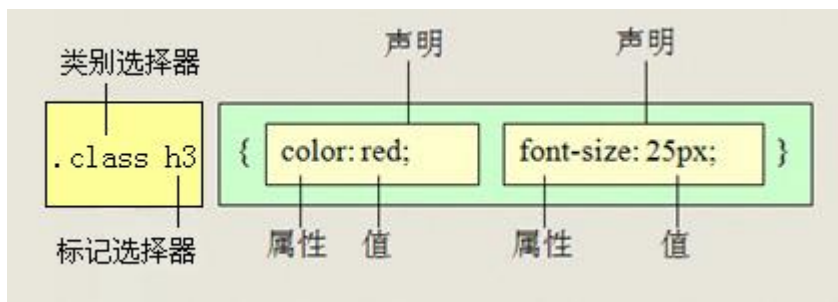 声明 声明
类别选择器
.class h3 { color: red; font-size: 25px; }
标记选择器 属性 值 属性 值